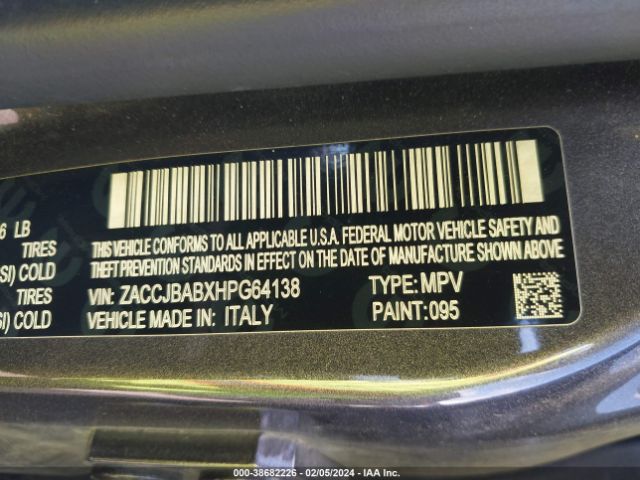 6 LB
TIRES
SI) COLD
TIRES
SI) COLD
THIS VEHICLE CONFORMS TO ALL APPLICABLE U.S.A. FEDERAL MOTOR VEHICLE SAFETY AND
THEFT PREVENTION STANDARDS IN EFFECT ON THE DATE OF MANUFACTURE SHOWN ABOVE
VIN: ZACCJBABXHPG64138 TYPE: MPV
VEHICLE MADE IN: ITALY PAINT: 095
000-38682226 - 02/05/2024 - IAA Inc.